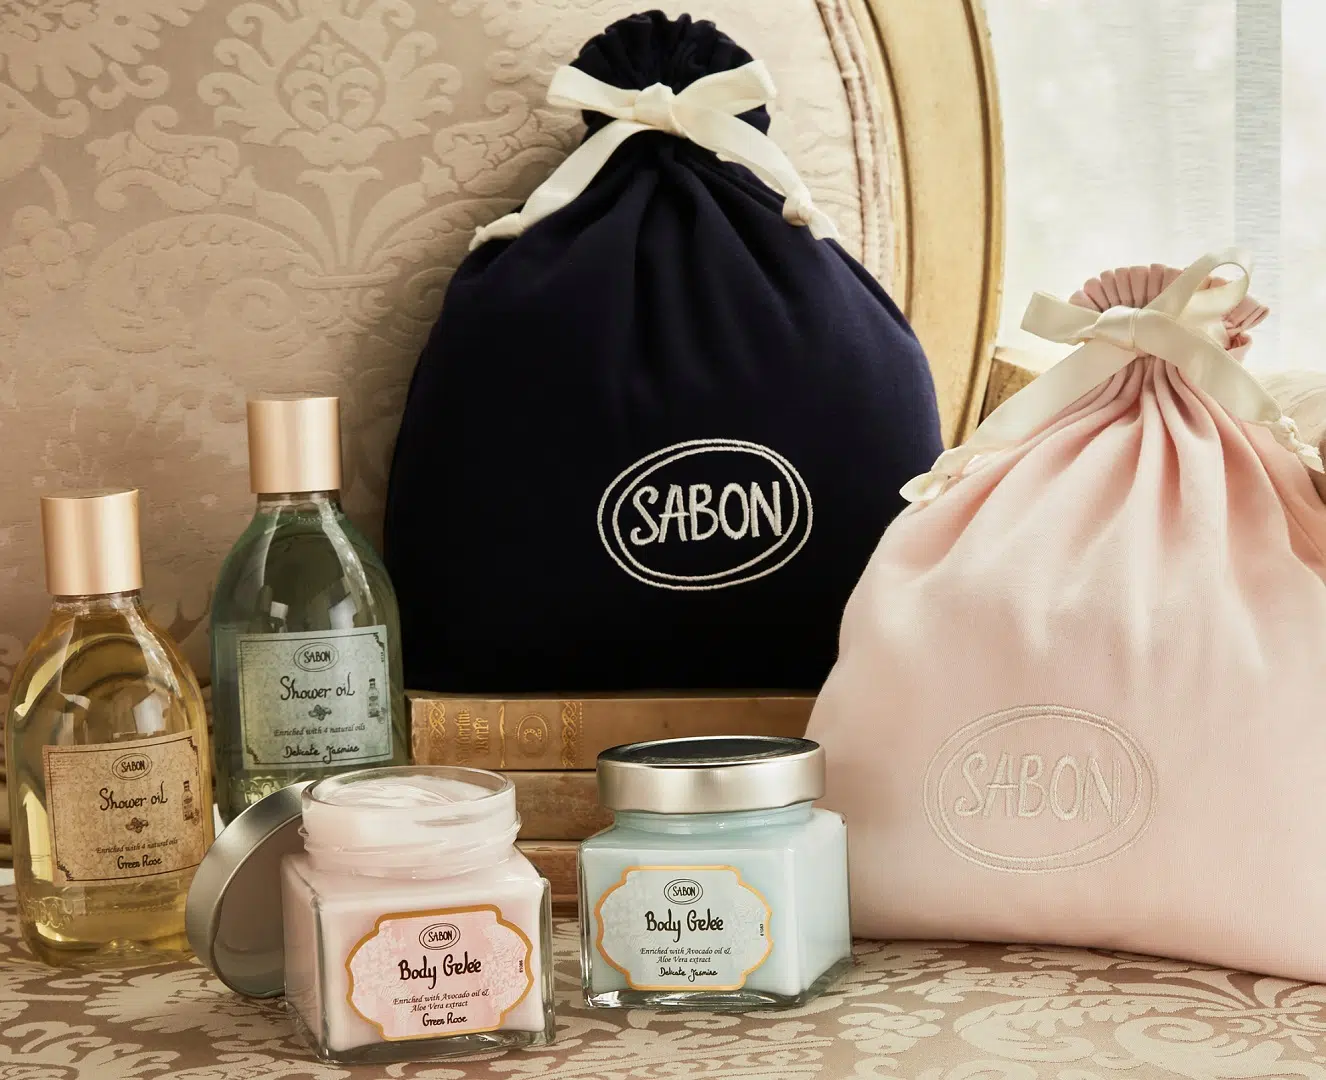 SABON
SABON
SABON
Shower oil
Enriched with 4 natural oils
Delicate Jasmine
SABON
Shower oil
Enriched with 4 natural oils
Green Rose
SABON
Body Gelée
Enriched with Avocado oil &
Aloe Vera extract
Delicate Jasmine
SABON
Body Gelée
Enriched with Avocado oil &
Aloe Vera extract
Green Rose